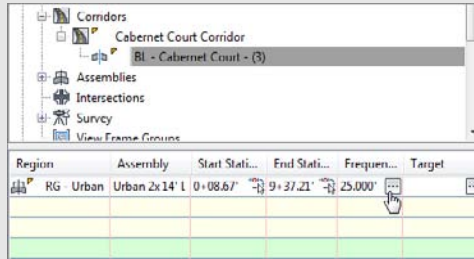 Corridors
Cabernet Court Corridor
BL - Cabernet Court - (3)
Assemblies
Intersections
Survey
View Frame Groups
Region Assembly Start Stati... End Stati... Frequen... Target
RG - Urban Urban 2x14' L 0+08.67' 9+37.21' 25.000' ...